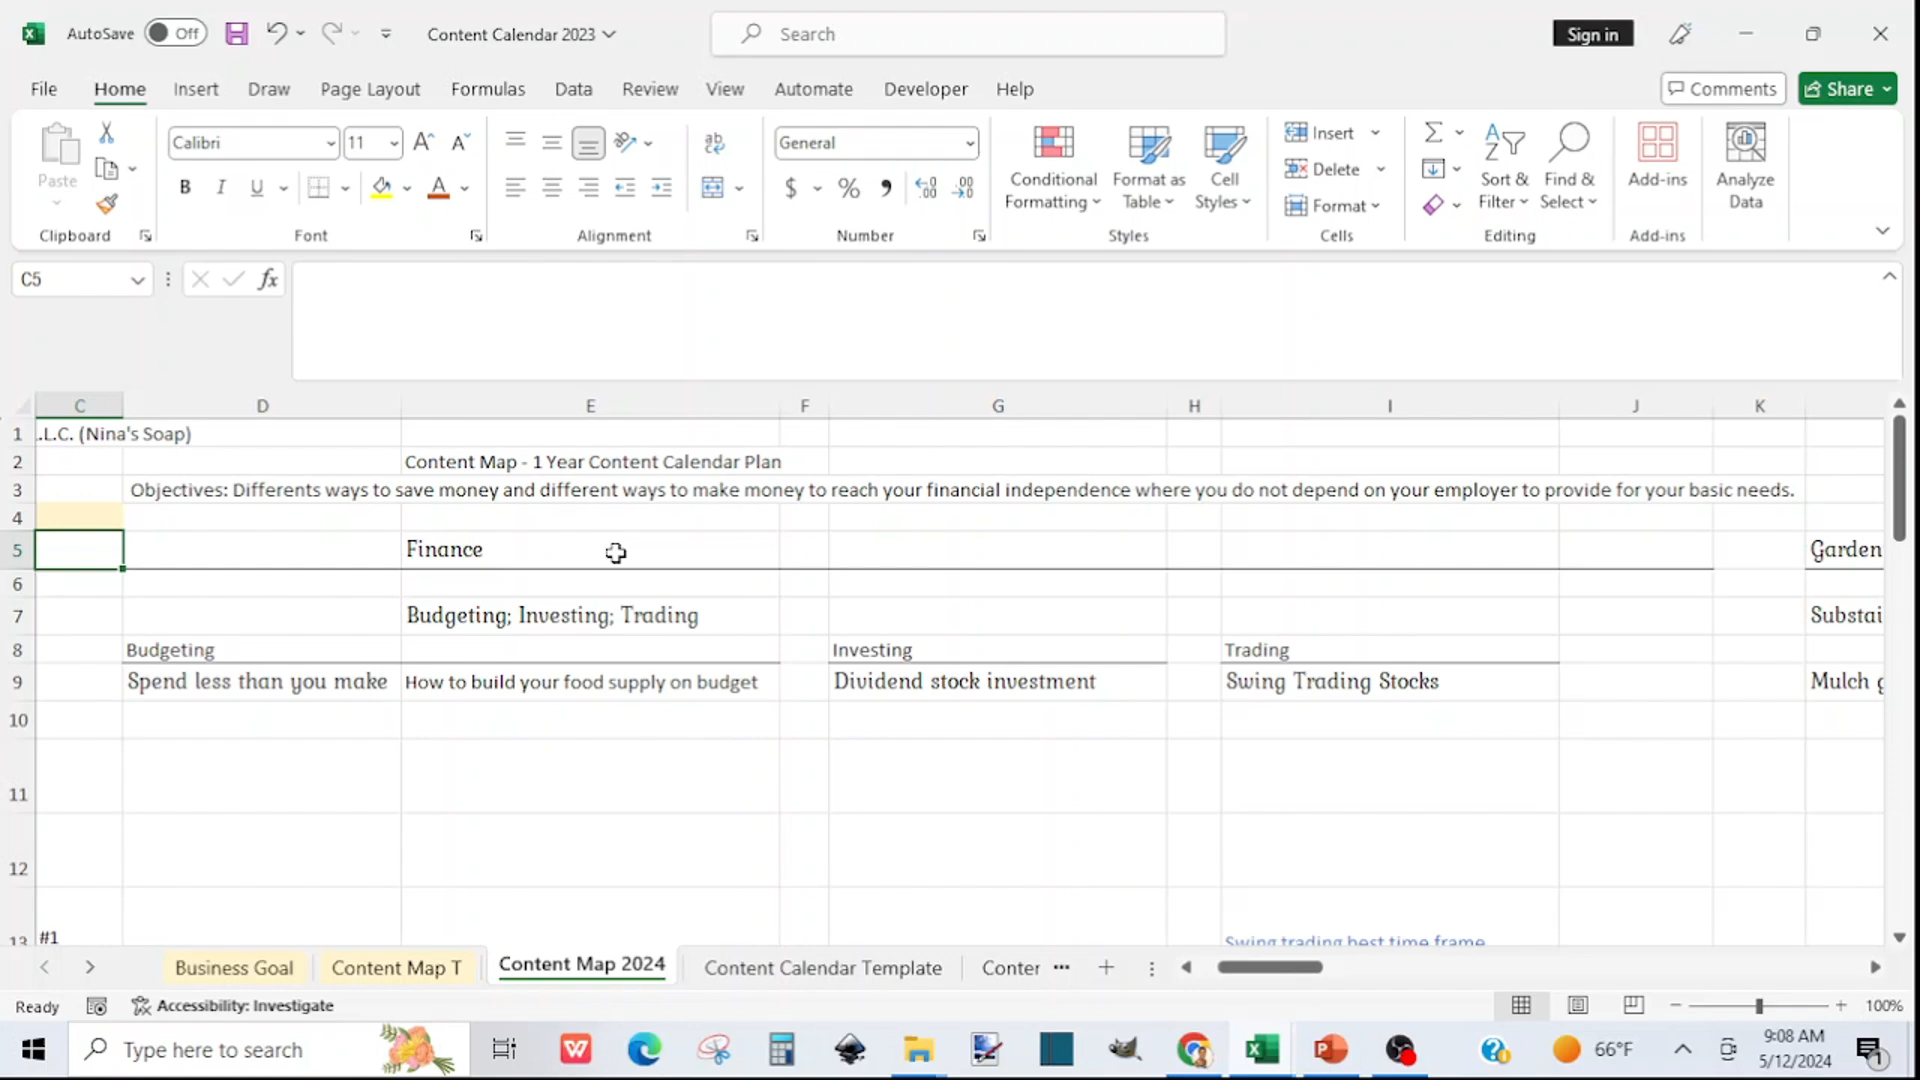 AutoSave Off Content Calendar 2023 Search Sign in
File Home Insert Draw Page Layout Formulas Data Review View Automate Developer Help Comments Share
Paste Calibri 11 General Conditional Formatting Format as Table Cell Styles Insert Delete Format Sort & Filter Find & Select Add-ins Analyze Data
Clipboard Font Alignment Number Styles Cells Editing Add-ins
C5 fx
C D E F G H I J K
1 .L.C. (Nina's Soap)
2 Content Map - 1 Year Content Calendar Plan
3 Objectives: Differents ways to save money and different ways to make money to reach your financial independence where you do not depend on your employer to provide for your basic needs.
4
5 Finance Garden
6
7 Budgeting; Investing; Trading Substai
8 Budgeting Investing Trading
9 Spend less than you make How to build your food supply on budget Dividend stock investment Swing Trading Stocks Mulch g
10
11
12
13 #1 Swing trading best time frame
Business Goal Content Map T Content Map 2024 Content Calendar Template Conter
Ready Accessibility: Investigate 100%
Type here to search 66°F 9:08 AM
5/12/2024